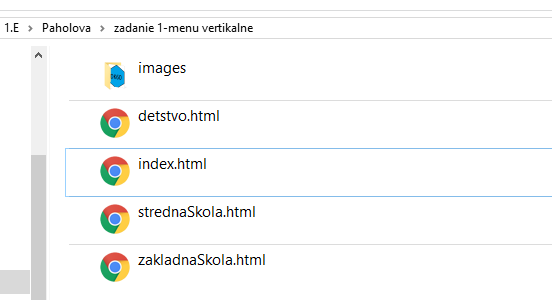 1.E > Paholova > zadanie 1-menu vertikalne
images
detstvo.html
index.html
strednaSkola.html
zakladnaSkola.html